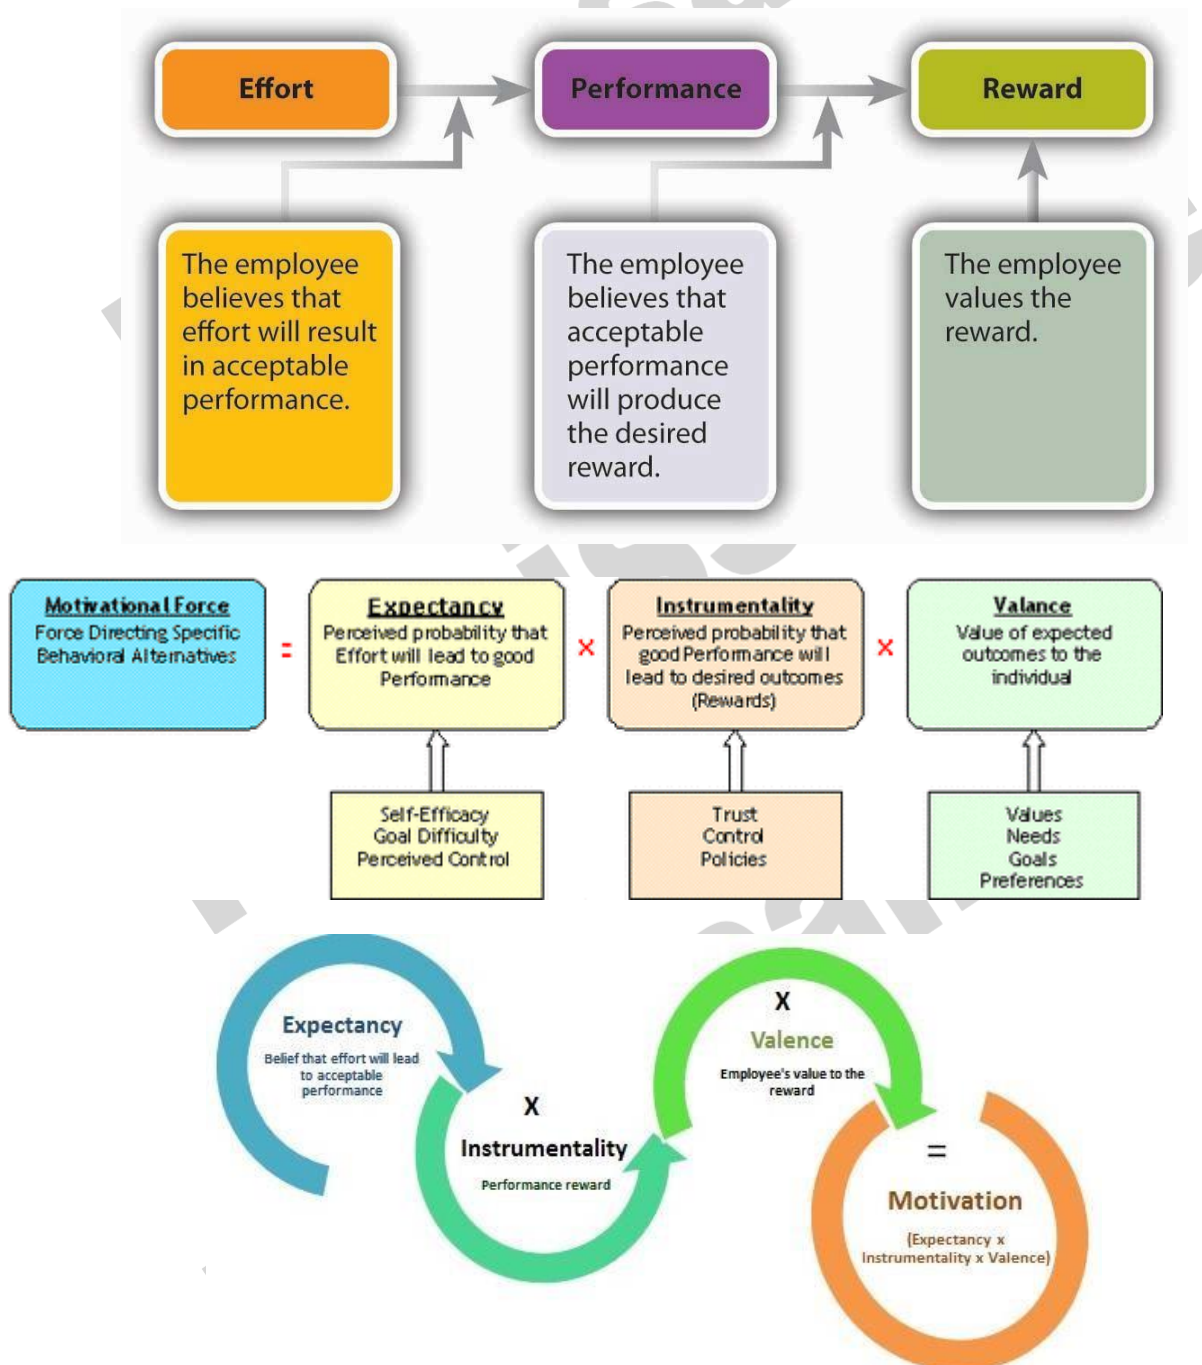 Effort
Performance
Reward
The employee
believes that
effort will result
in acceptable
performance.
The employee
believes that
acceptable
performance
will produce
the desired
reward.
The employee
values the
reward.
Motivational Force
Force Directing Specific
Behavioral Alternatives
=
Expectancy
Perceived probability that
Effort will lead to good
Performance
x
Instrumentality
Perceived probability that
good Performance will
lead to desired outcomes
(Rewards)
x
Valance
Value of expected
outcomes to the
individual
Self-Efficacy
Goal Difficulty
Perceived Control
Trust
Control
Policies
Values
Needs
Goals
Preferences
Expectancy
Belief that effort will lead
to acceptable
performance
X
Instrumentality
Performance reward
X
Valence
Employee's value to the
reward
=
Motivation
(Expectancy x
Instrumentality x Valence)